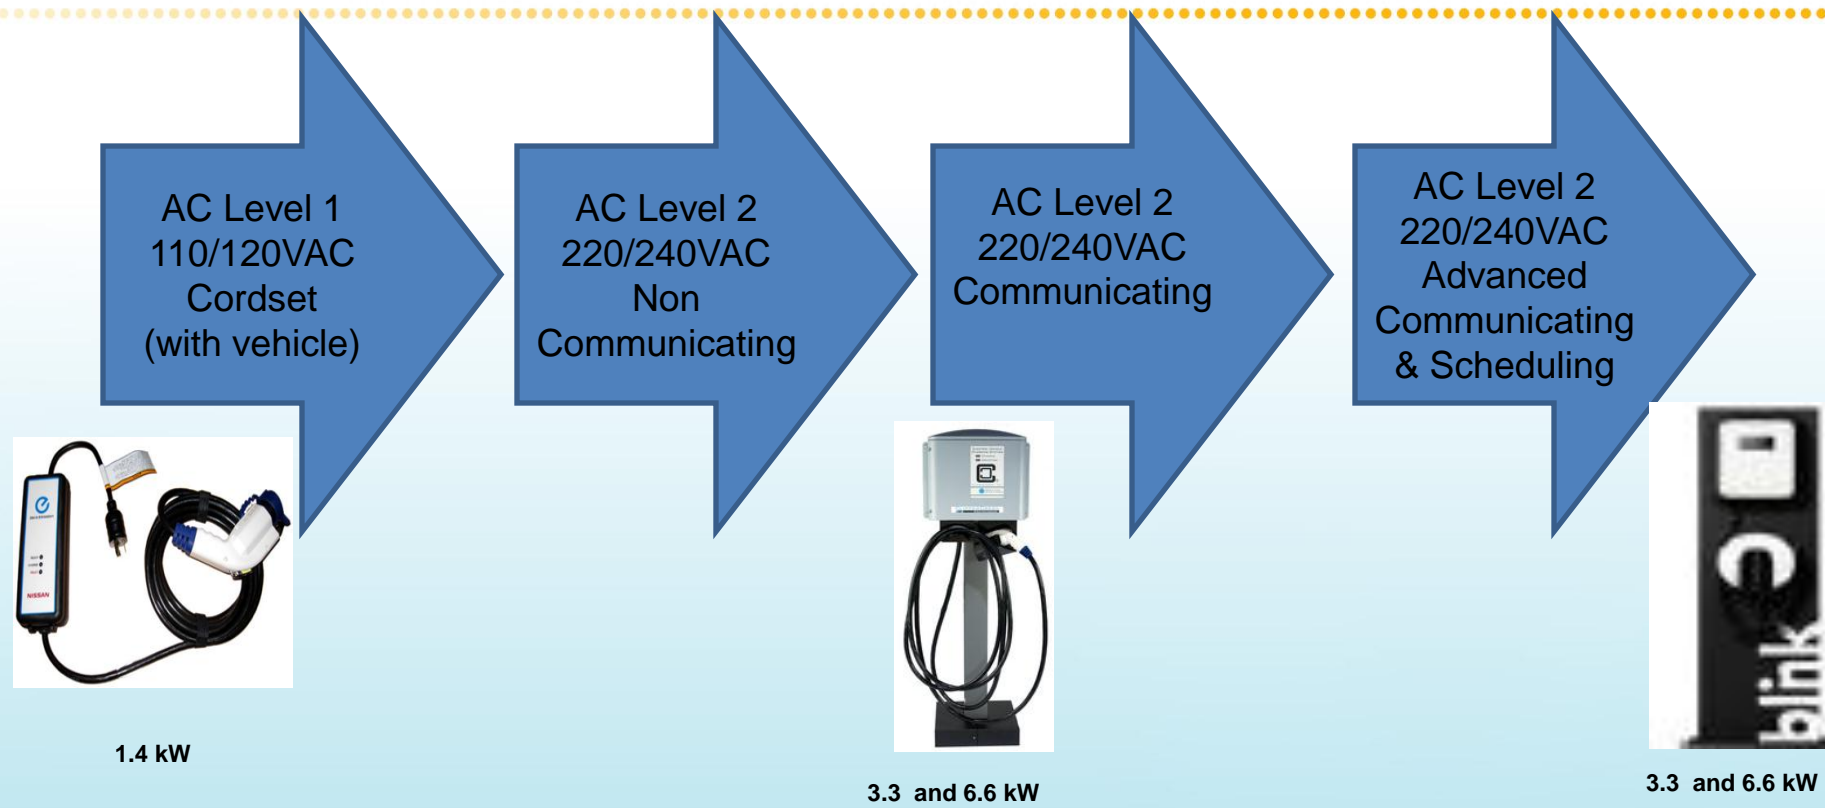 AC Level 1
110/120VAC
Cordset
(with vehicle)
AC Level 2
220/240VAC
Non
Communicating
AC Level 2
220/240VAC
Communicating
AC Level 2
220/240VAC
Advanced
Communicating
& Scheduling
NISSAN
blink
1.4 kW
3.3 and 6.6 kW
3.3 and 6.6 kW